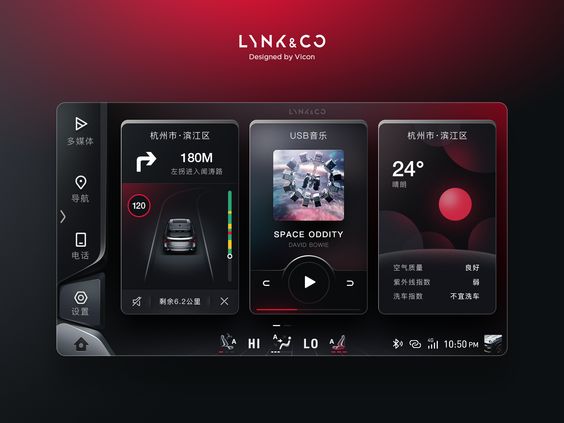 LYNK&CO
Designed by Vicon
LYNK&CO
多媒体
导航
电话
设置
杭州市·滨江区
180M
左拐进入闻涛路
120
剩余6.2公里
USB音乐
SPACE ODDITY
DAVID BOWIE
杭州市·滨江区
24°
晴朗
空气质量 良好
紫外线指数 弱
洗车指数 不宜洗车
A HI A LO A
4G 10:50 PM